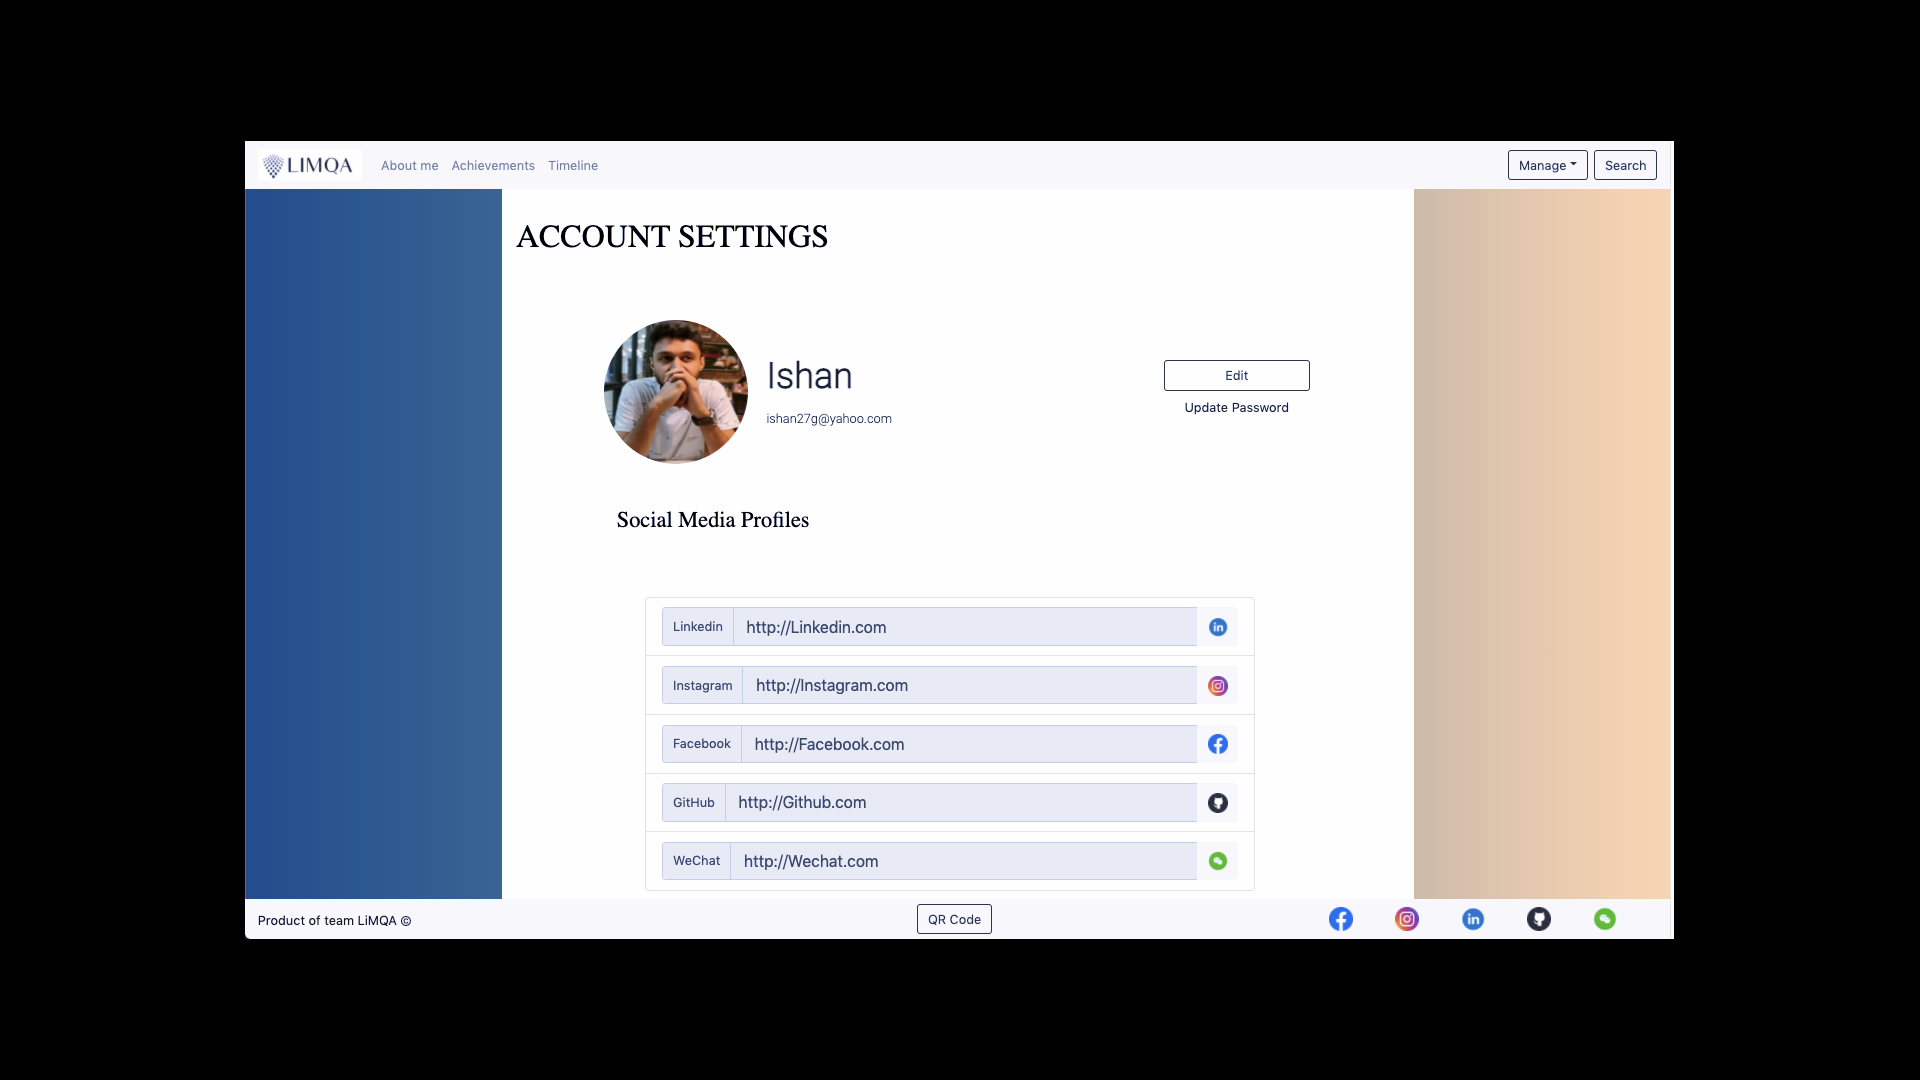 LIMQA About me Achievements Timeline Manage Search
ACCOUNT SETTINGS
Ishan
ishan27g@yahoo.com
Edit
Update Password
Social Media Profiles
Linkedin http://Linkedin.com in
Instagram http://Instagram.com
Facebook http://Facebook.com
GitHub http://Github.com
WeChat http://Wechat.com
Product of team LiMQA © QR Code in